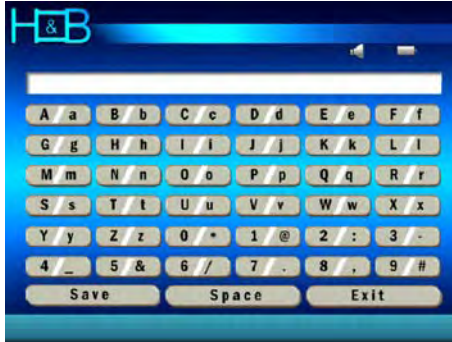 H&B
A a B b C c D d E e F f
G g H h I i J j K k L l
M m N n O o P p Q q R r
S s T t U u V v W w X x
Y y Z z 0 * 1 @ 2 : 3 -
4 _ 5 & 6 / 7 . 8 , 9 #
Save Space Exit